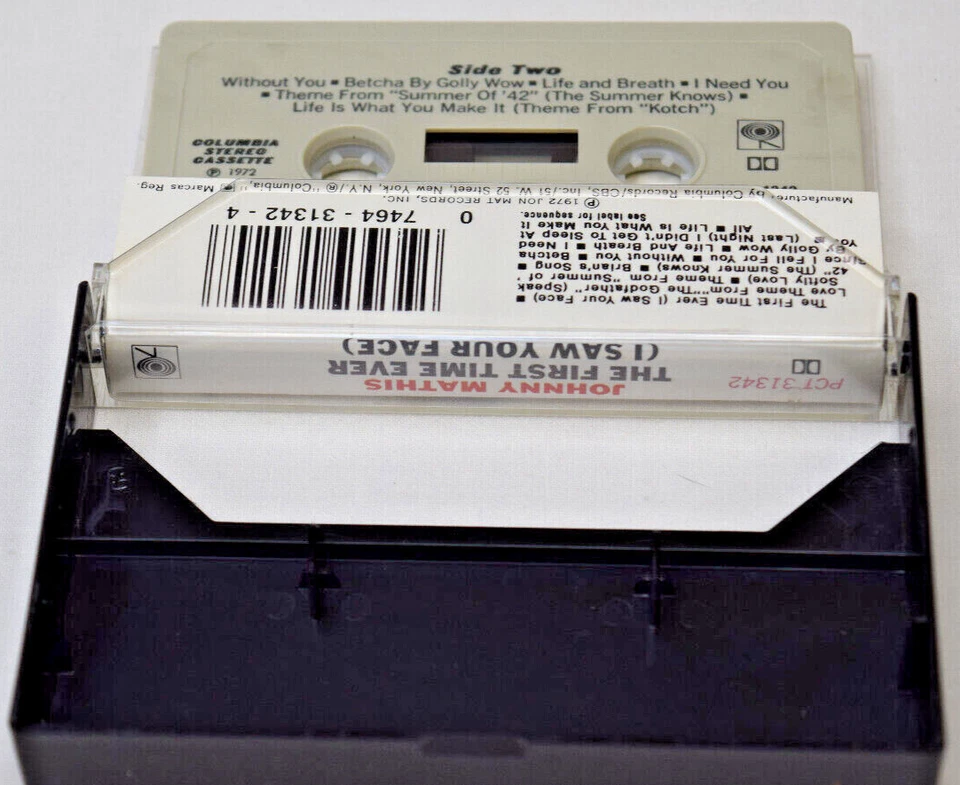 Side Two
Without You ▪ Betcha By Golly Wow ▪ Life and Breath ▪ I Need You
▪ Theme From "Summer Of '42" (The Summer Knows) ▪
Life Is What You Make It (Theme From "Kotch")
COLUMBIA
STEREO
CASSETTE
℗ 1972
JOHNNY MATHIS
THE FIRST TIME EVER
(I SAW YOUR FACE)
PCT 31342
The First Time Ever (I Saw Your Face) ▪
Love Theme From "The Godfather" (Speak
Softly Love) ▪ Theme From "Summer of '
42" (The Summer Knows) ▪ Brian's Song ▪
Since I Fell For You ▪ Without You ▪ Betcha
By Golly Wow ▪ Life And Breath ▪ I Need
You ▪ (Last Night) I Didn't Get To Sleep At
All ▪ Life Is What You Make It
See label for sequence.
0 7464 - 31342 - 4
℗ 1972 JON MAT RECORDS, INC.
Manufactured by Columbia Records/CBS, Inc./51 W. 52 Street, New York, N.Y./® "Columbia," Marcas Reg.